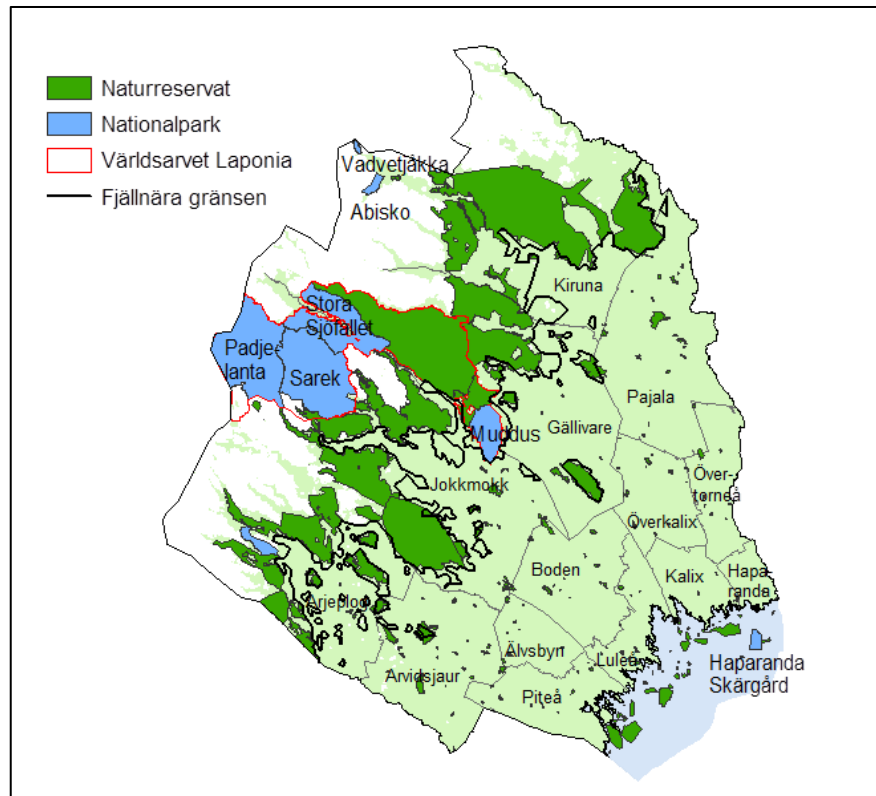 Naturreservat
Nationalpark
Världsarvet Laponia
Fjällnära gränsen
Vadvetjåkka
Abisko
Kiruna
Stora
Sjöfallet
Padje-
lanta
Sarek
Pajala
Muddus
Gällivare
Jokkmokk
Över-
torneå
Överkalix
Boden
Kalix
Hapa-
randa
Arjeplog
Älvsbyn
Luleå
Haparanda
Skärgård
Arvidsjaur
Piteå